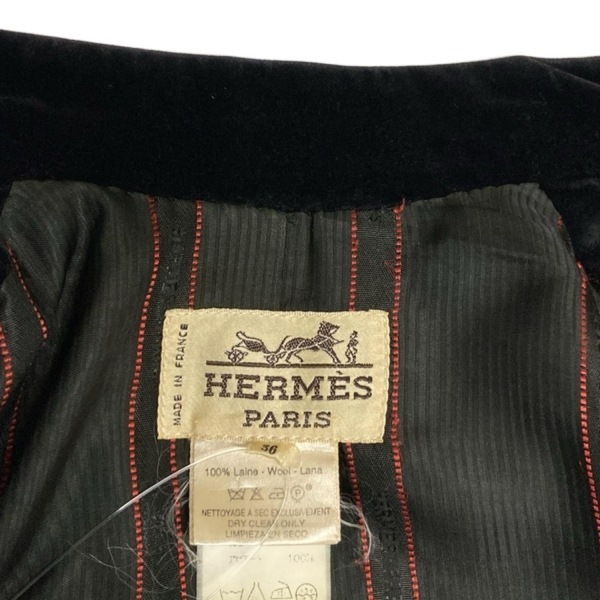 MADE IN FRANCE
HERMÈS
PARIS
36
100% Laine - Wool - Lana
NETTOYAGE A SEC EXCLUSIVEMENT
DRY CLEAN ONLY
LIMPIEZA EN SECO
100%